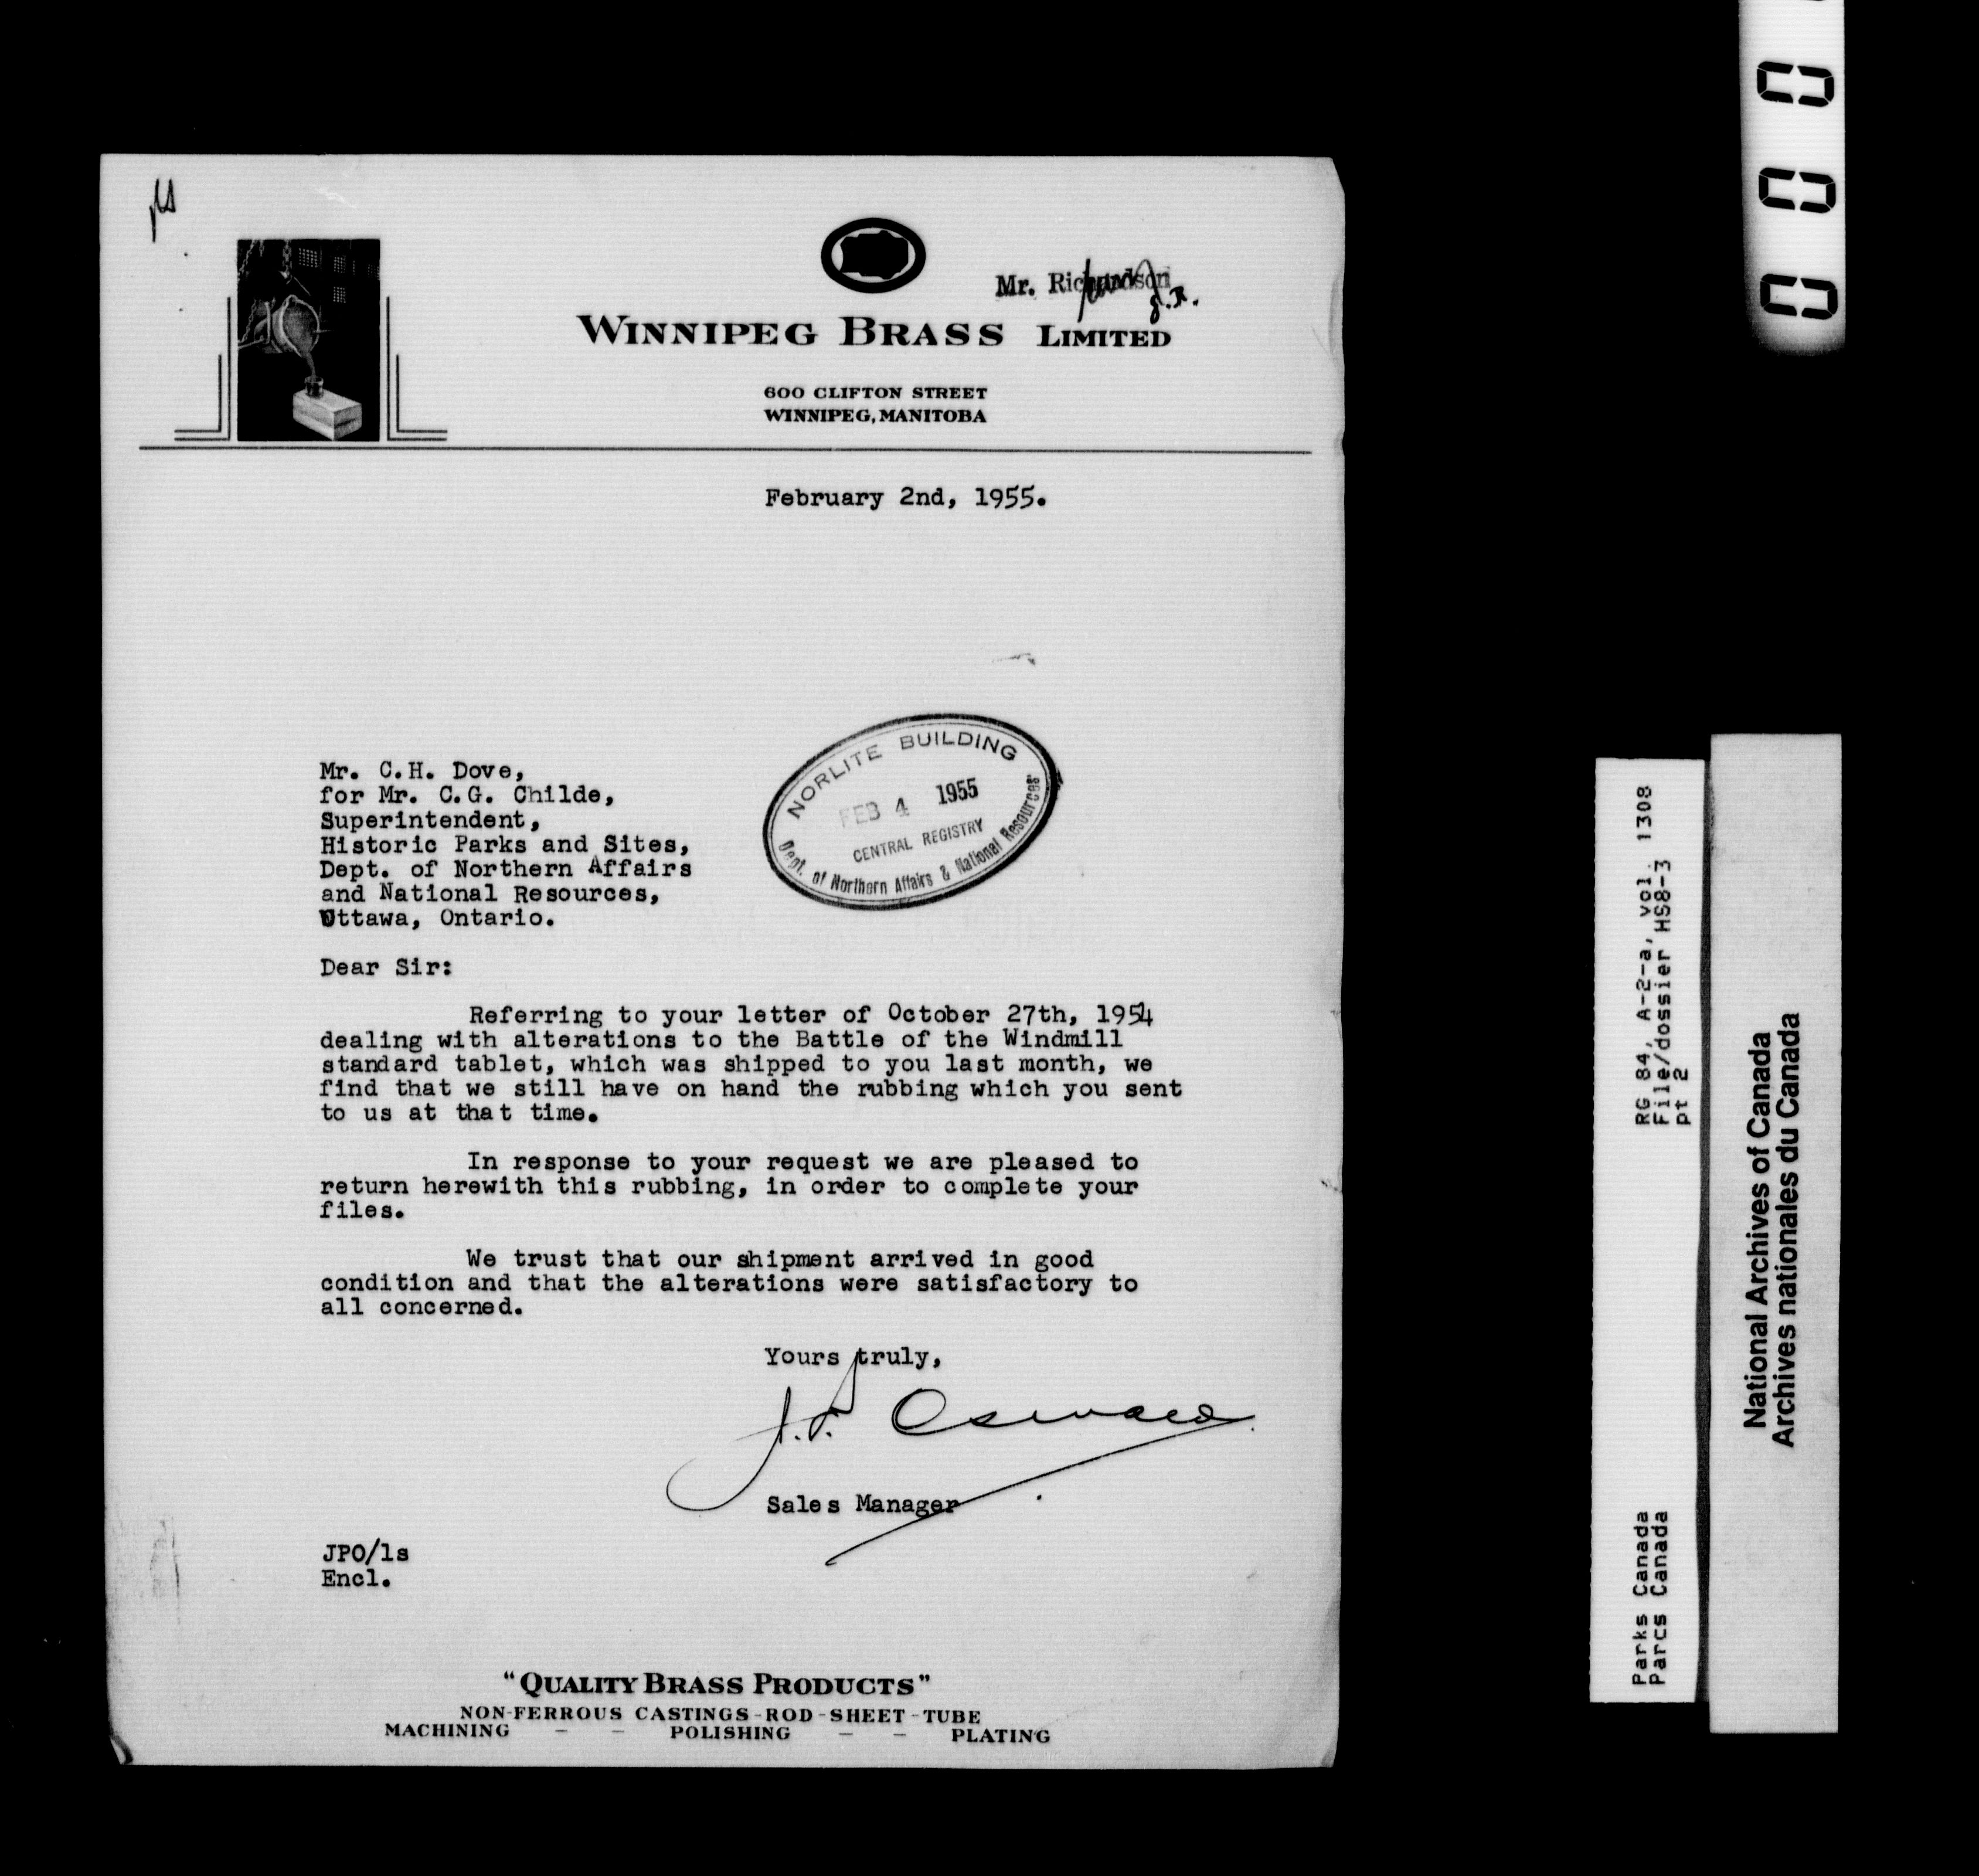 Mr. Richardson
WINNIPEG BRASS LIMITED
600 CLIFTON STREET
WINNIPEG, MANITOBA
February 2nd, 1955.
NORLITE BUILDING
FEB 4 1955
CENTRAL REGISTRY
Dept. of Northern Affairs & National Resources
Mr. C.H. Dove,
for Mr. C.G. Childe,
Superintendent,
Historic Parks and Sites,
Dept. of Northern Affairs
and National Resources,
Ottawa, Ontario.
Dear Sir:
Referring to your letter of October 27th, 1954
dealing with alterations to the Battle of the Windmill
standard tablet, which was shipped to you last month, we
find that we still have on hand the rubbing which you sent
to us at that time.
In response to your request we are pleased to
return herewith this rubbing, in order to complete your
files.
We trust that our shipment arrived in good
condition and that the alterations were satisfactory to
all concerned.
Yours truly,
J.P. Oswald
Sales Manager
JPO/ls
Encl.
"QUALITY BRASS PRODUCTS"
NON-FERROUS CASTINGS-ROD-SHEET-TUBE
MACHINING - - POLISHING - - PLATING
000
RG 84, A-2-a, vol. 1308
File/dossier HS8-3
pt 2
Parks Canada
Parcs Canada
National Archives of Canada
Archives nationales du Canada